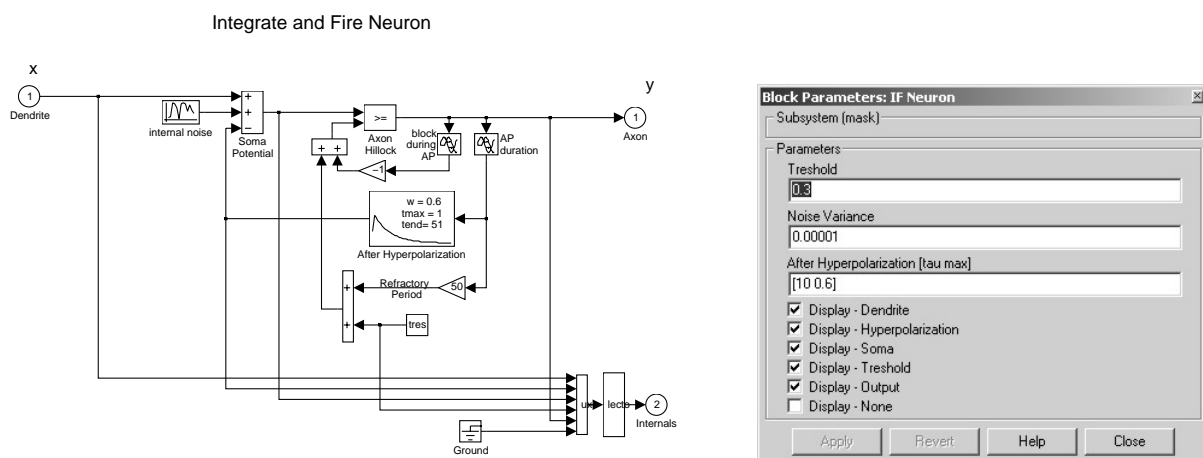 Integrate and Fire Neuron
x
1
Dendrite
internal noise
+
+
−
Soma
Potential
>=
Axon
Hillock
block
during
AP
AP
duration
y
1
Axon
+ +
−1
w = 0.6
tmax = 1
tend= 51
After Hyperpolarization
+
+
Refractory
Period
50
tres
ux
lecto
2
Internals
Ground
Block Parameters: IF Neuron
Subsystem (mask)
Parameters
Treshold
0.3
Noise Variance
0.00001
After Hyperpolarization [tau max]
[10 0.6]
Display - Dendrite
Display - Hyperpolarization
Display - Soma
Display - Treshold
Display - Output
Display - None
Apply Revert Help Close